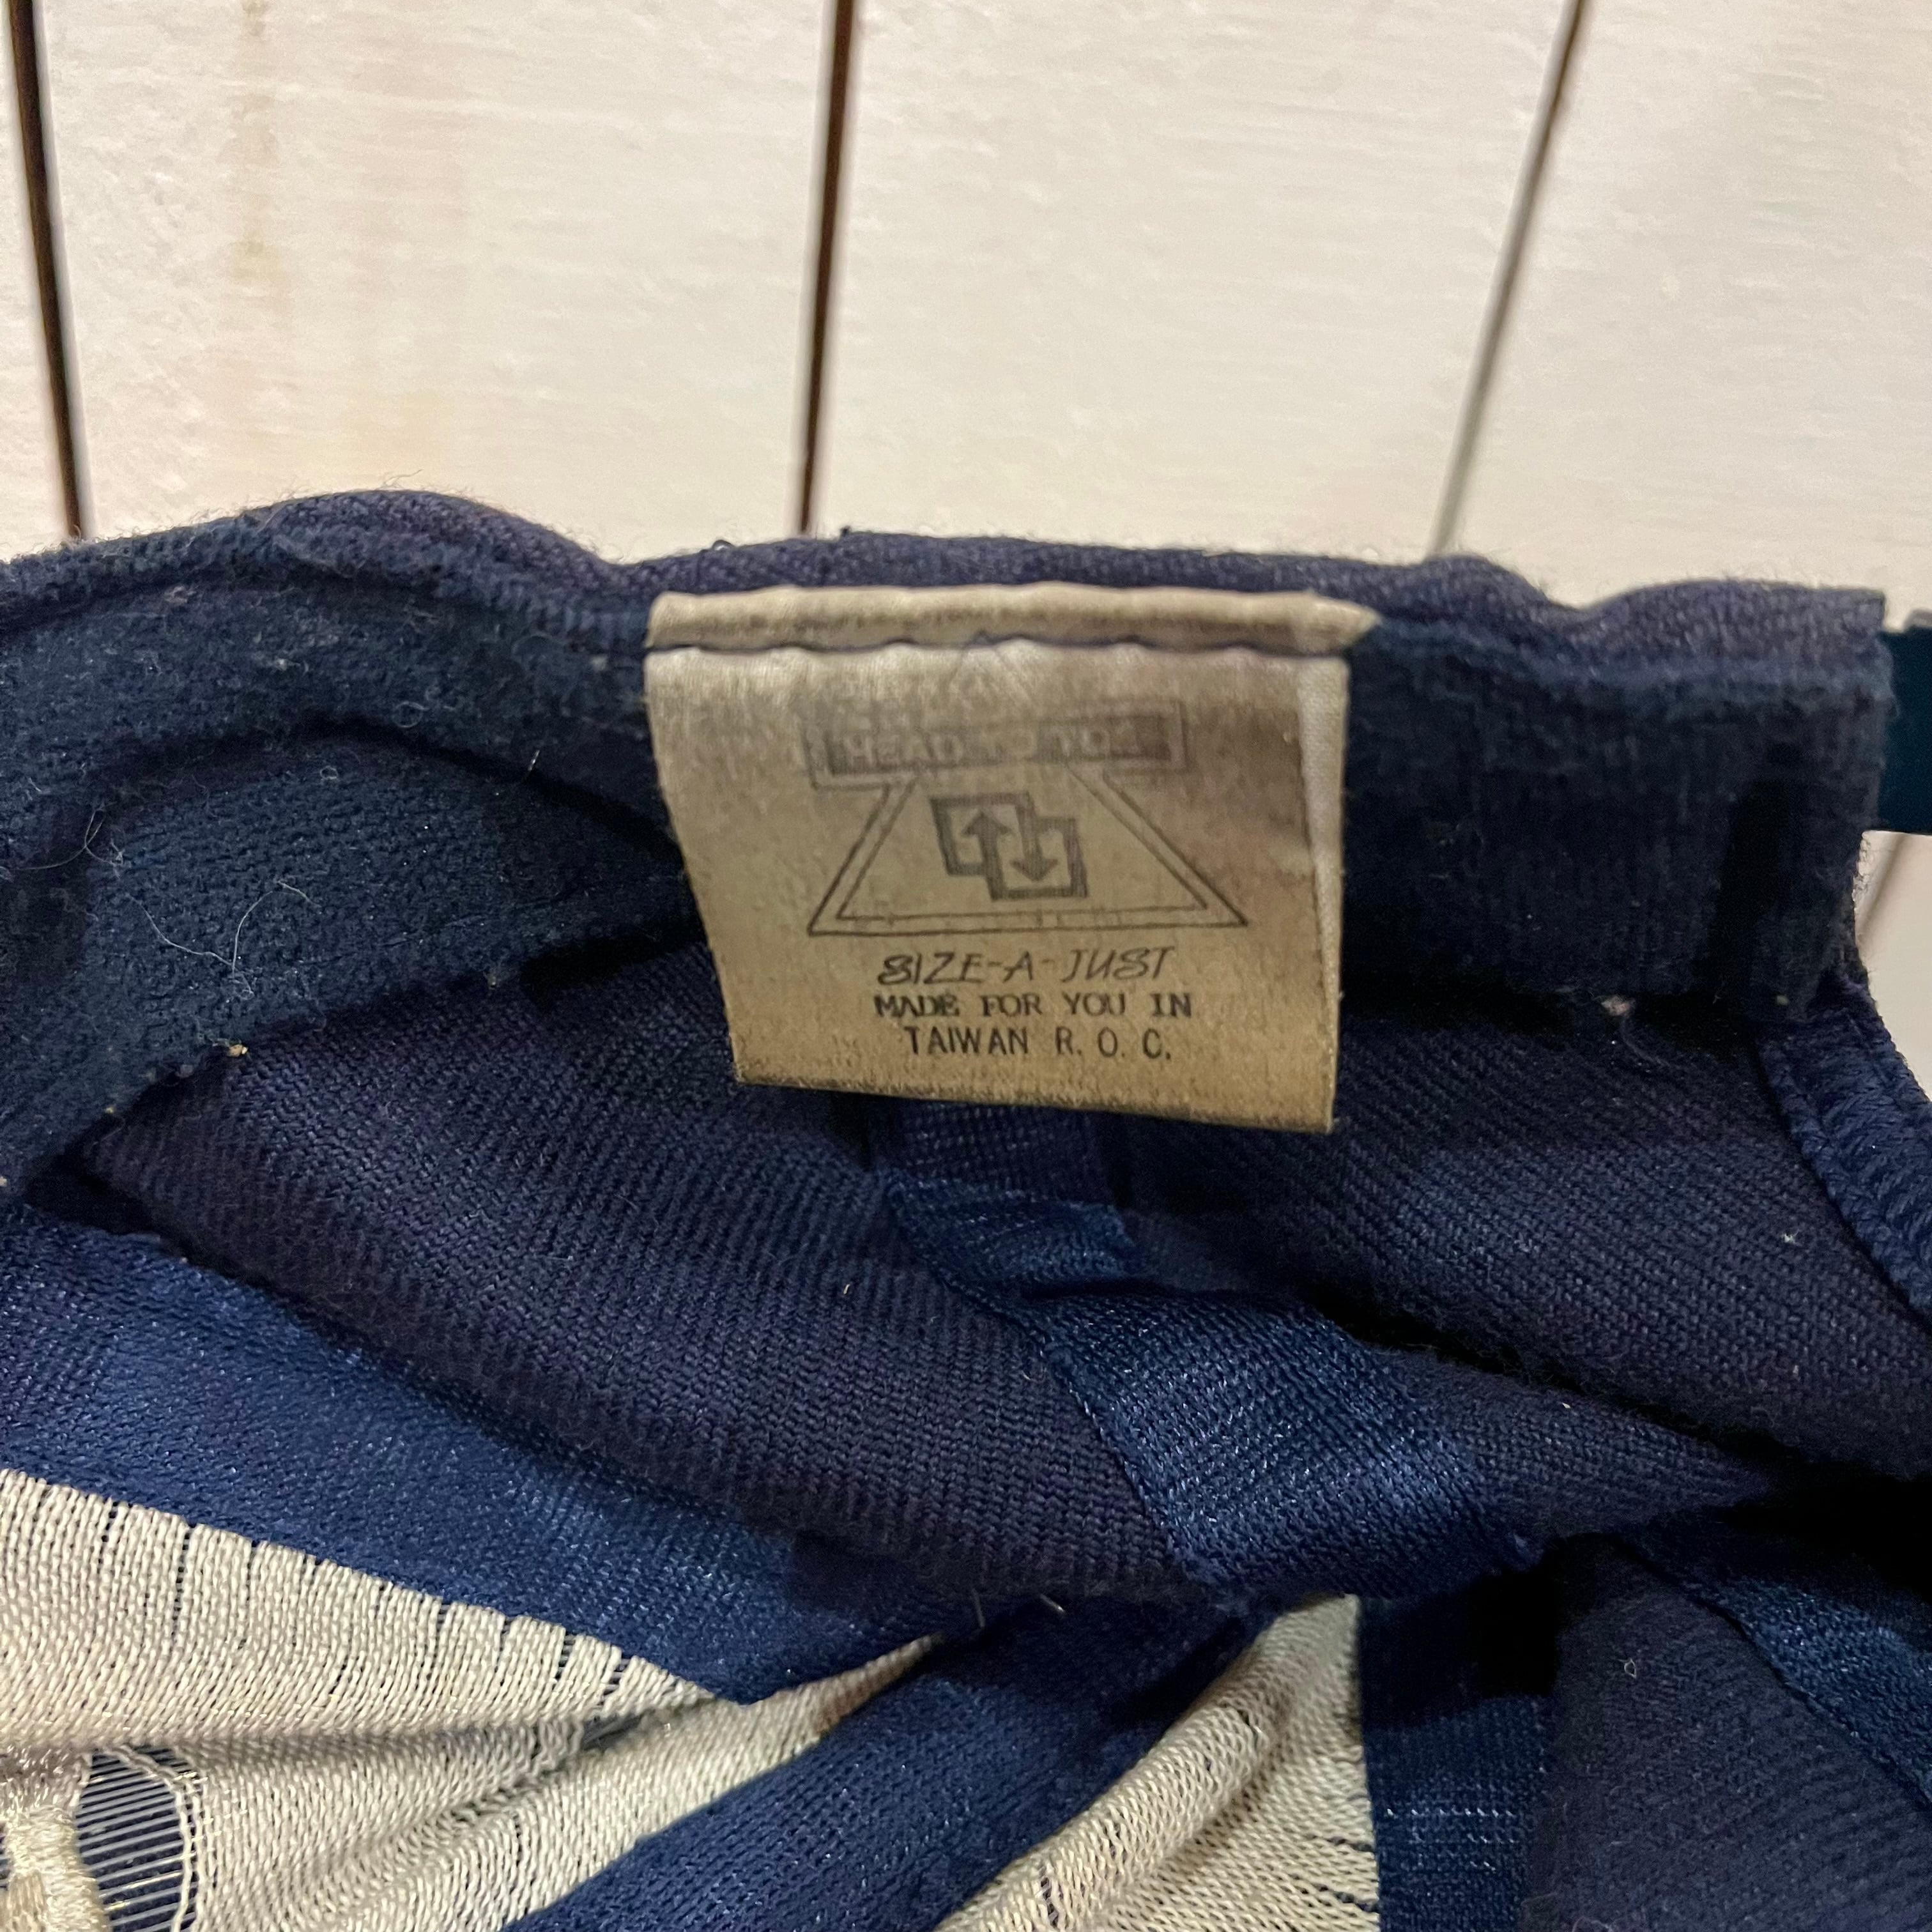 HEAD TO TOE
SIZE-A-JUST
MADE FOR YOU IN
TAIWAN R. O. C.